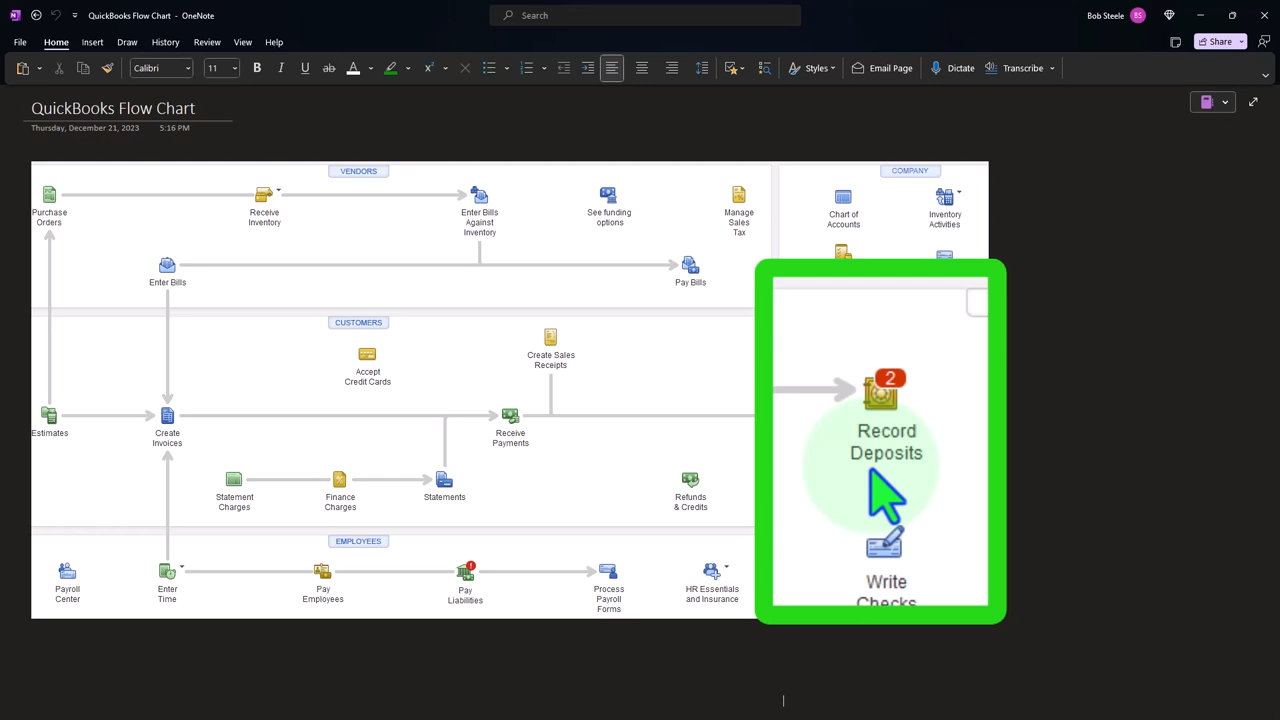 QuickBooks Flow Chart - OneNote
Search
Bob Steele
BS
File
Home
Insert
Draw
History
Review
View
Help
Share
Calibri
11
B
I
U
ab
A
x
Styles
Email Page
Dictate
Transcribe
QuickBooks Flow Chart
Thursday, December 21, 2023 5:16 PM
VENDORS
Purchase
Orders
Receive
Inventory
Enter Bills
Against
Inventory
See funding
options
Manage
Sales
Tax
Enter Bills
Pay Bills
COMPANY
Chart of
Accounts
Inventory
Activities
CUSTOMERS
Accept
Credit Cards
Create Sales
Receipts
Estimates
Create
Invoices
Receive
Payments
Statement
Charges
Finance
Charges
Statements
Refunds
& Credits
2
Record
Deposits
Write
Checks
EMPLOYEES
Payroll
Center
Enter
Time
Pay
Employees
Pay
Liabilities
Process
Payroll
Forms
HR Essentials
and Insurance